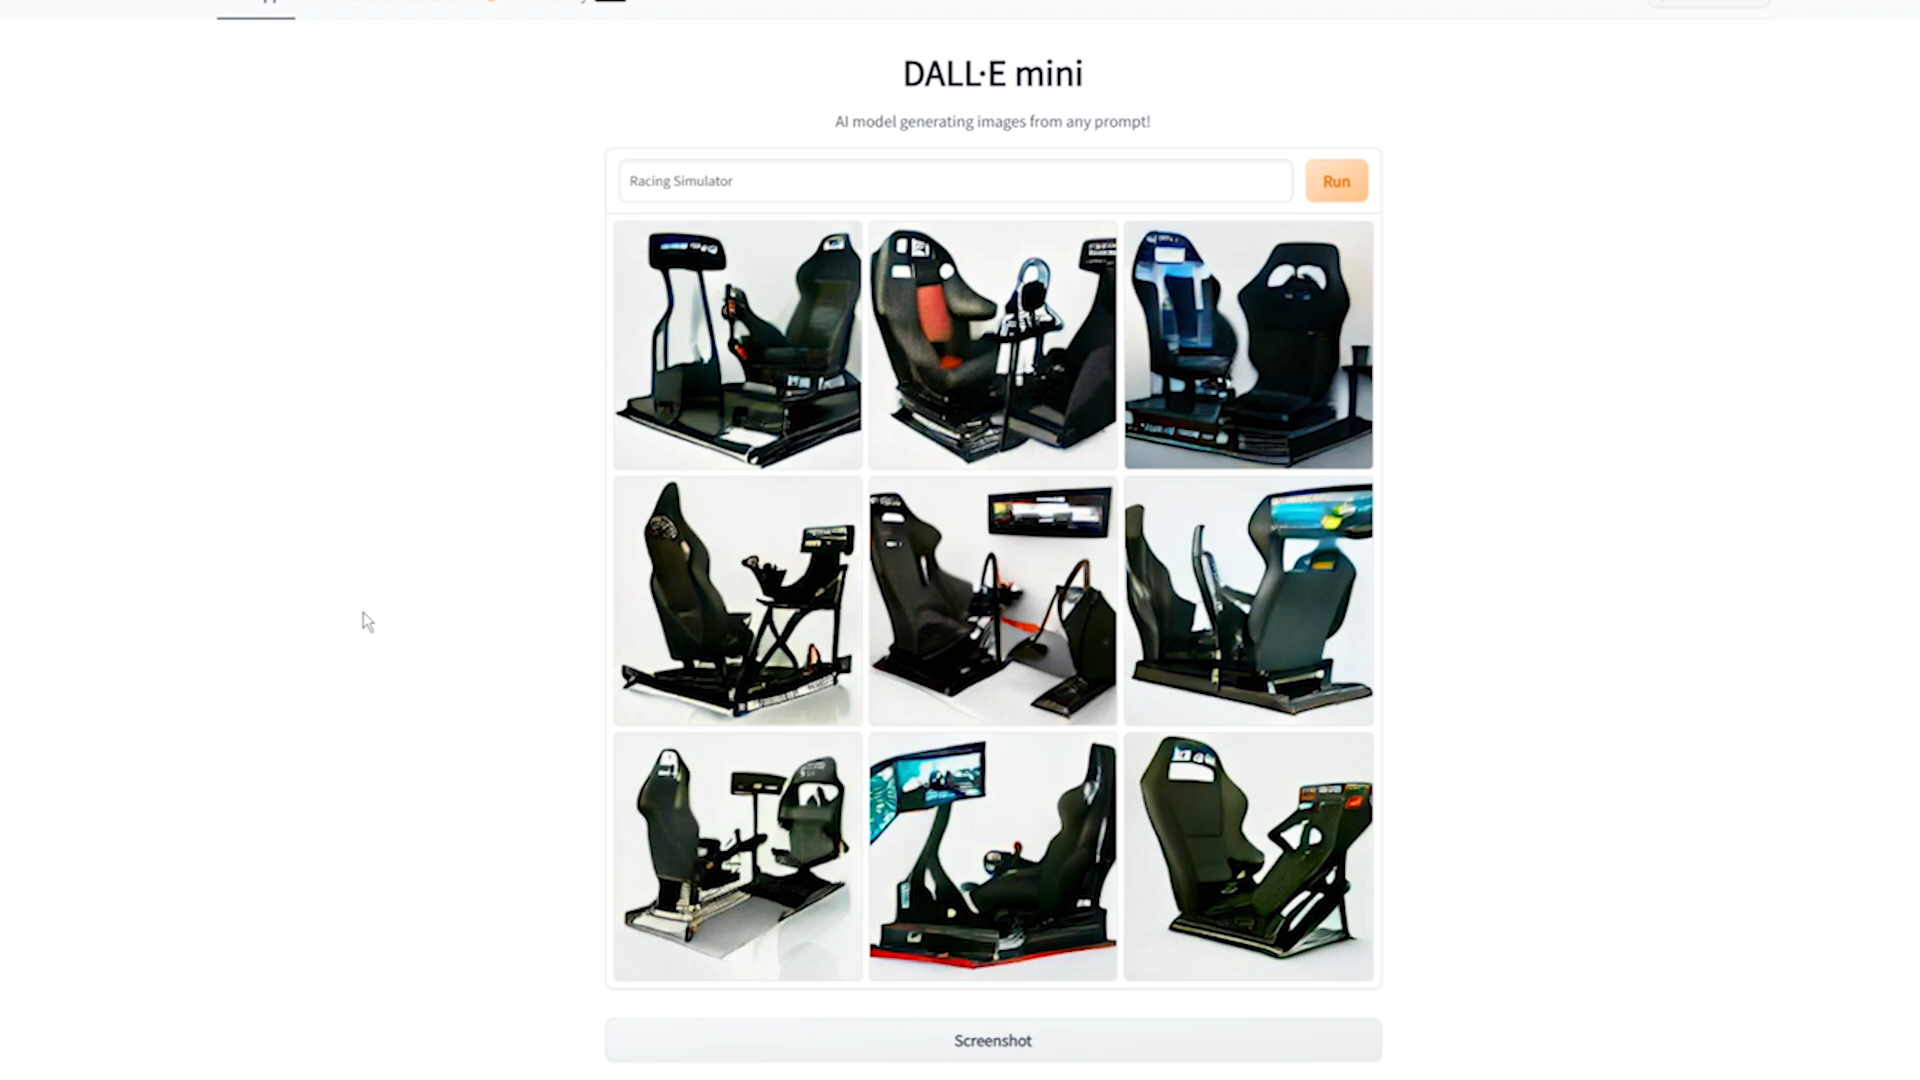 DALL·E mini
AI model generating images from any prompt!
Racing Simulator
Run
Screenshot